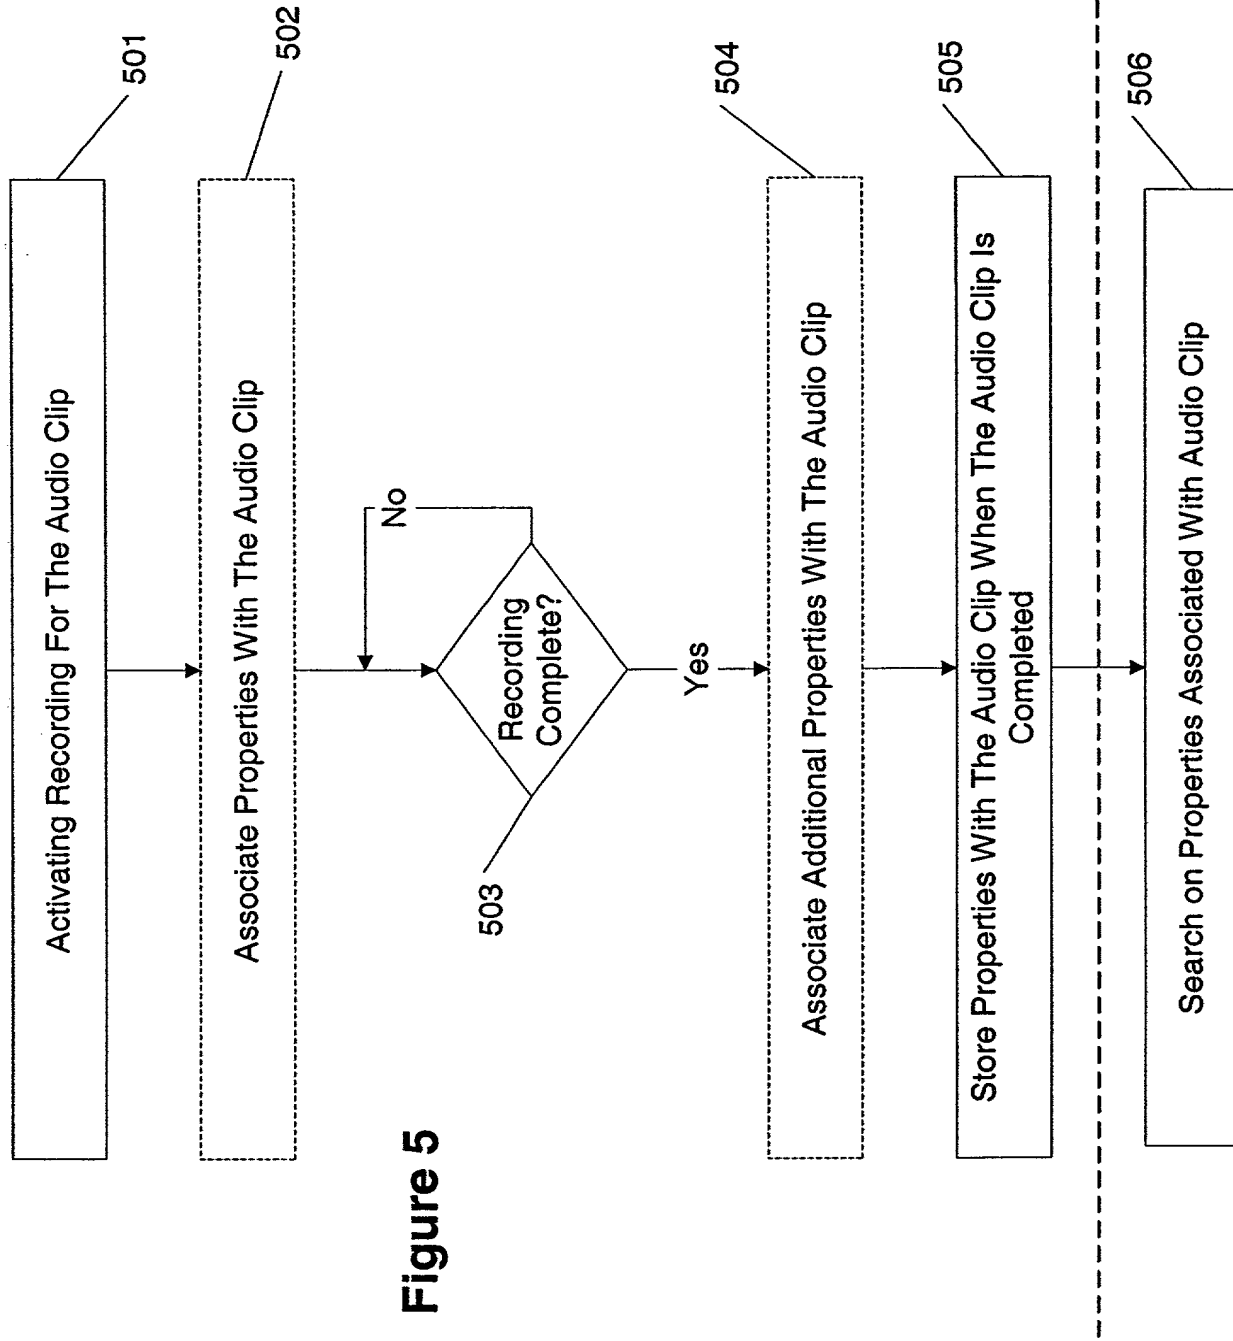 Activating Recording For The Audio Clip
501
Associate Properties With The Audio Clip
502
No
Recording
Complete?
503
Yes
Associate Additional Properties With The Audio Clip
504
Store Properties With The Audio Clip When The Audio Clip Is
Completed
505
Search on Properties Associated With Audio Clip
506
Figure 5